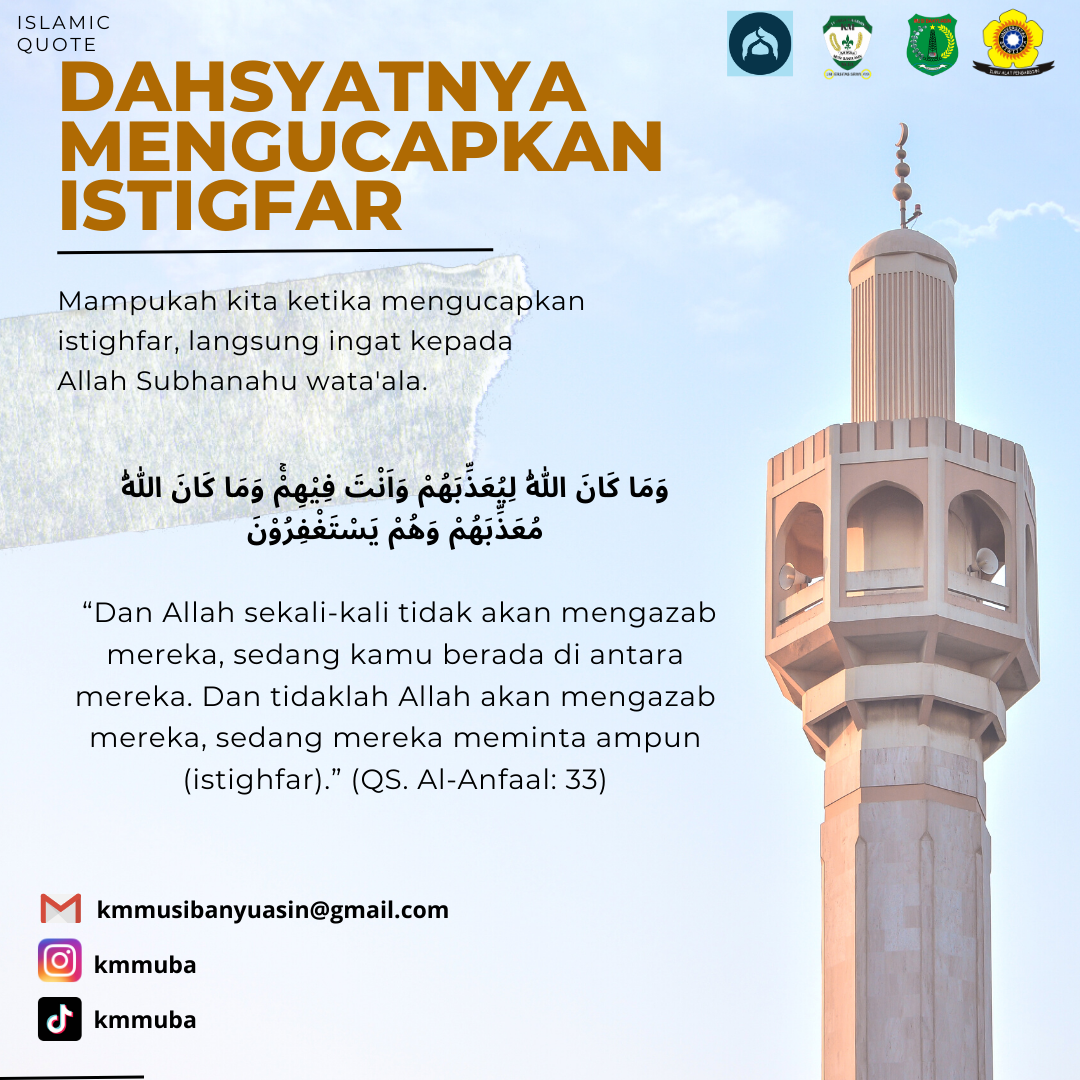 ISLAMIC
QUOTE
DAHSYATNYA
MENGUCAPKAN
ISTIGFAR
Mampukah kita ketika mengucapkan
istighfar, langsung ingat kepada
Allah Subhanahu wata'ala.
وَمَا كَانَ اللّٰهُ لِيُعَذِّبَهُمْ وَاَنْتَ فِيْهِمْۚ وَمَا كَانَ اللّٰهُ
مُعَذِّبَهُمْ وَهُمْ يَسْتَغْفِرُوْنَ
“Dan Allah sekali-kali tidak akan mengazab
mereka, sedang kamu berada di antara
mereka. Dan tidaklah Allah akan mengazab
mereka, sedang mereka meminta ampun
(istighfar).” (QS. Al-Anfaal: 33)
kmmusibanyuasin@gmail.com
kmmuba
kmmuba